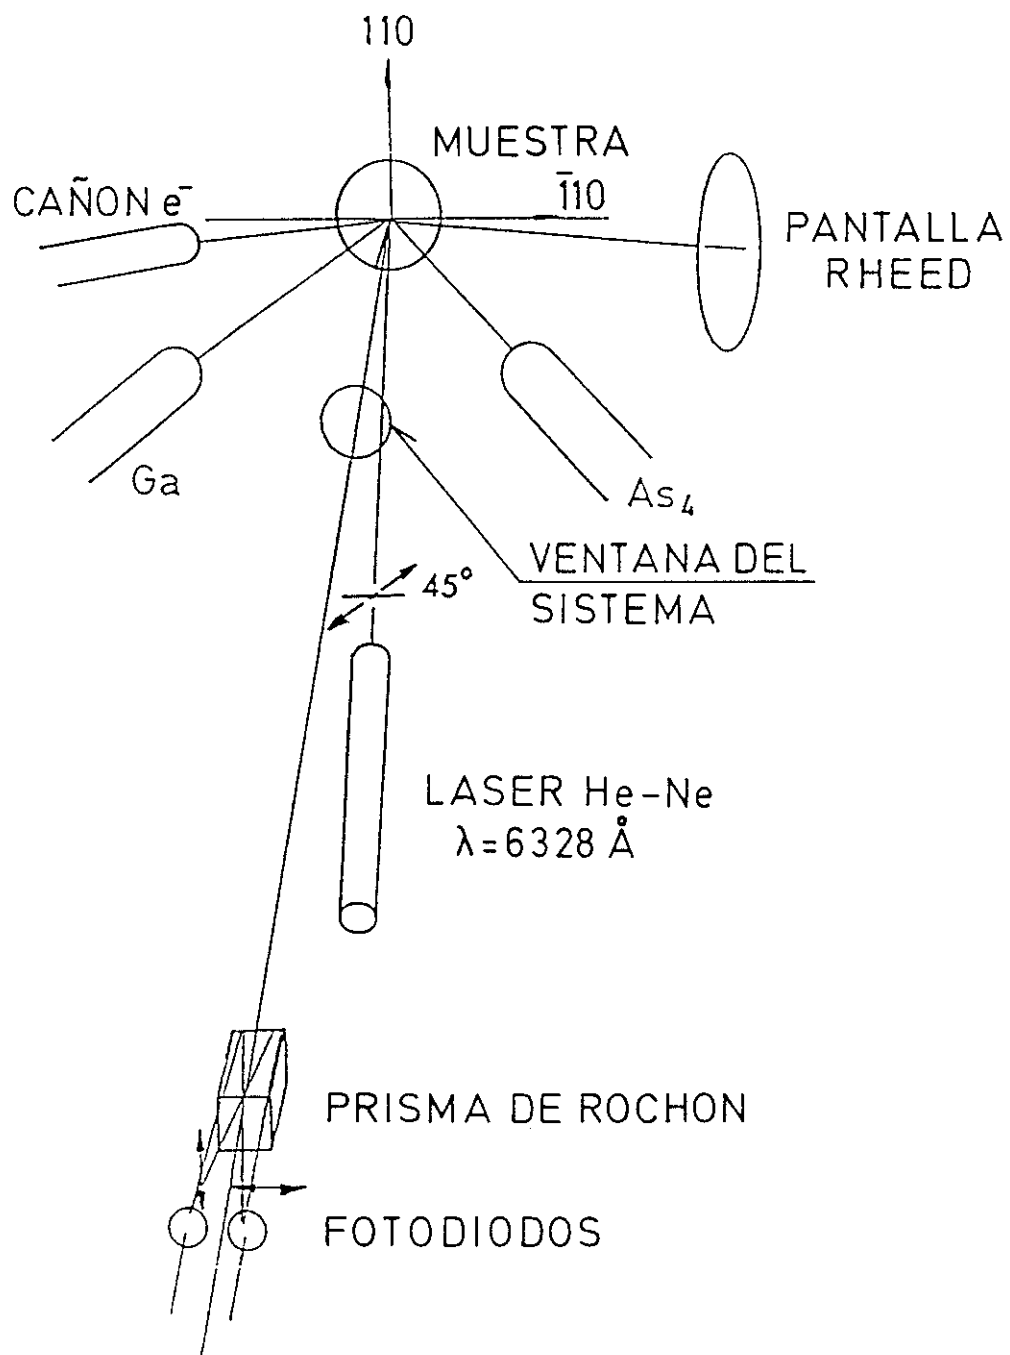 110
MUESTRA
1̅10
CAÑON e⁻
PANTALLA
RHEED
Ga
As₄
VENTANA DEL
SISTEMA
45°
LASER He-Ne
λ=6328 Å
PRISMA DE ROCHON
FOTODIODOS